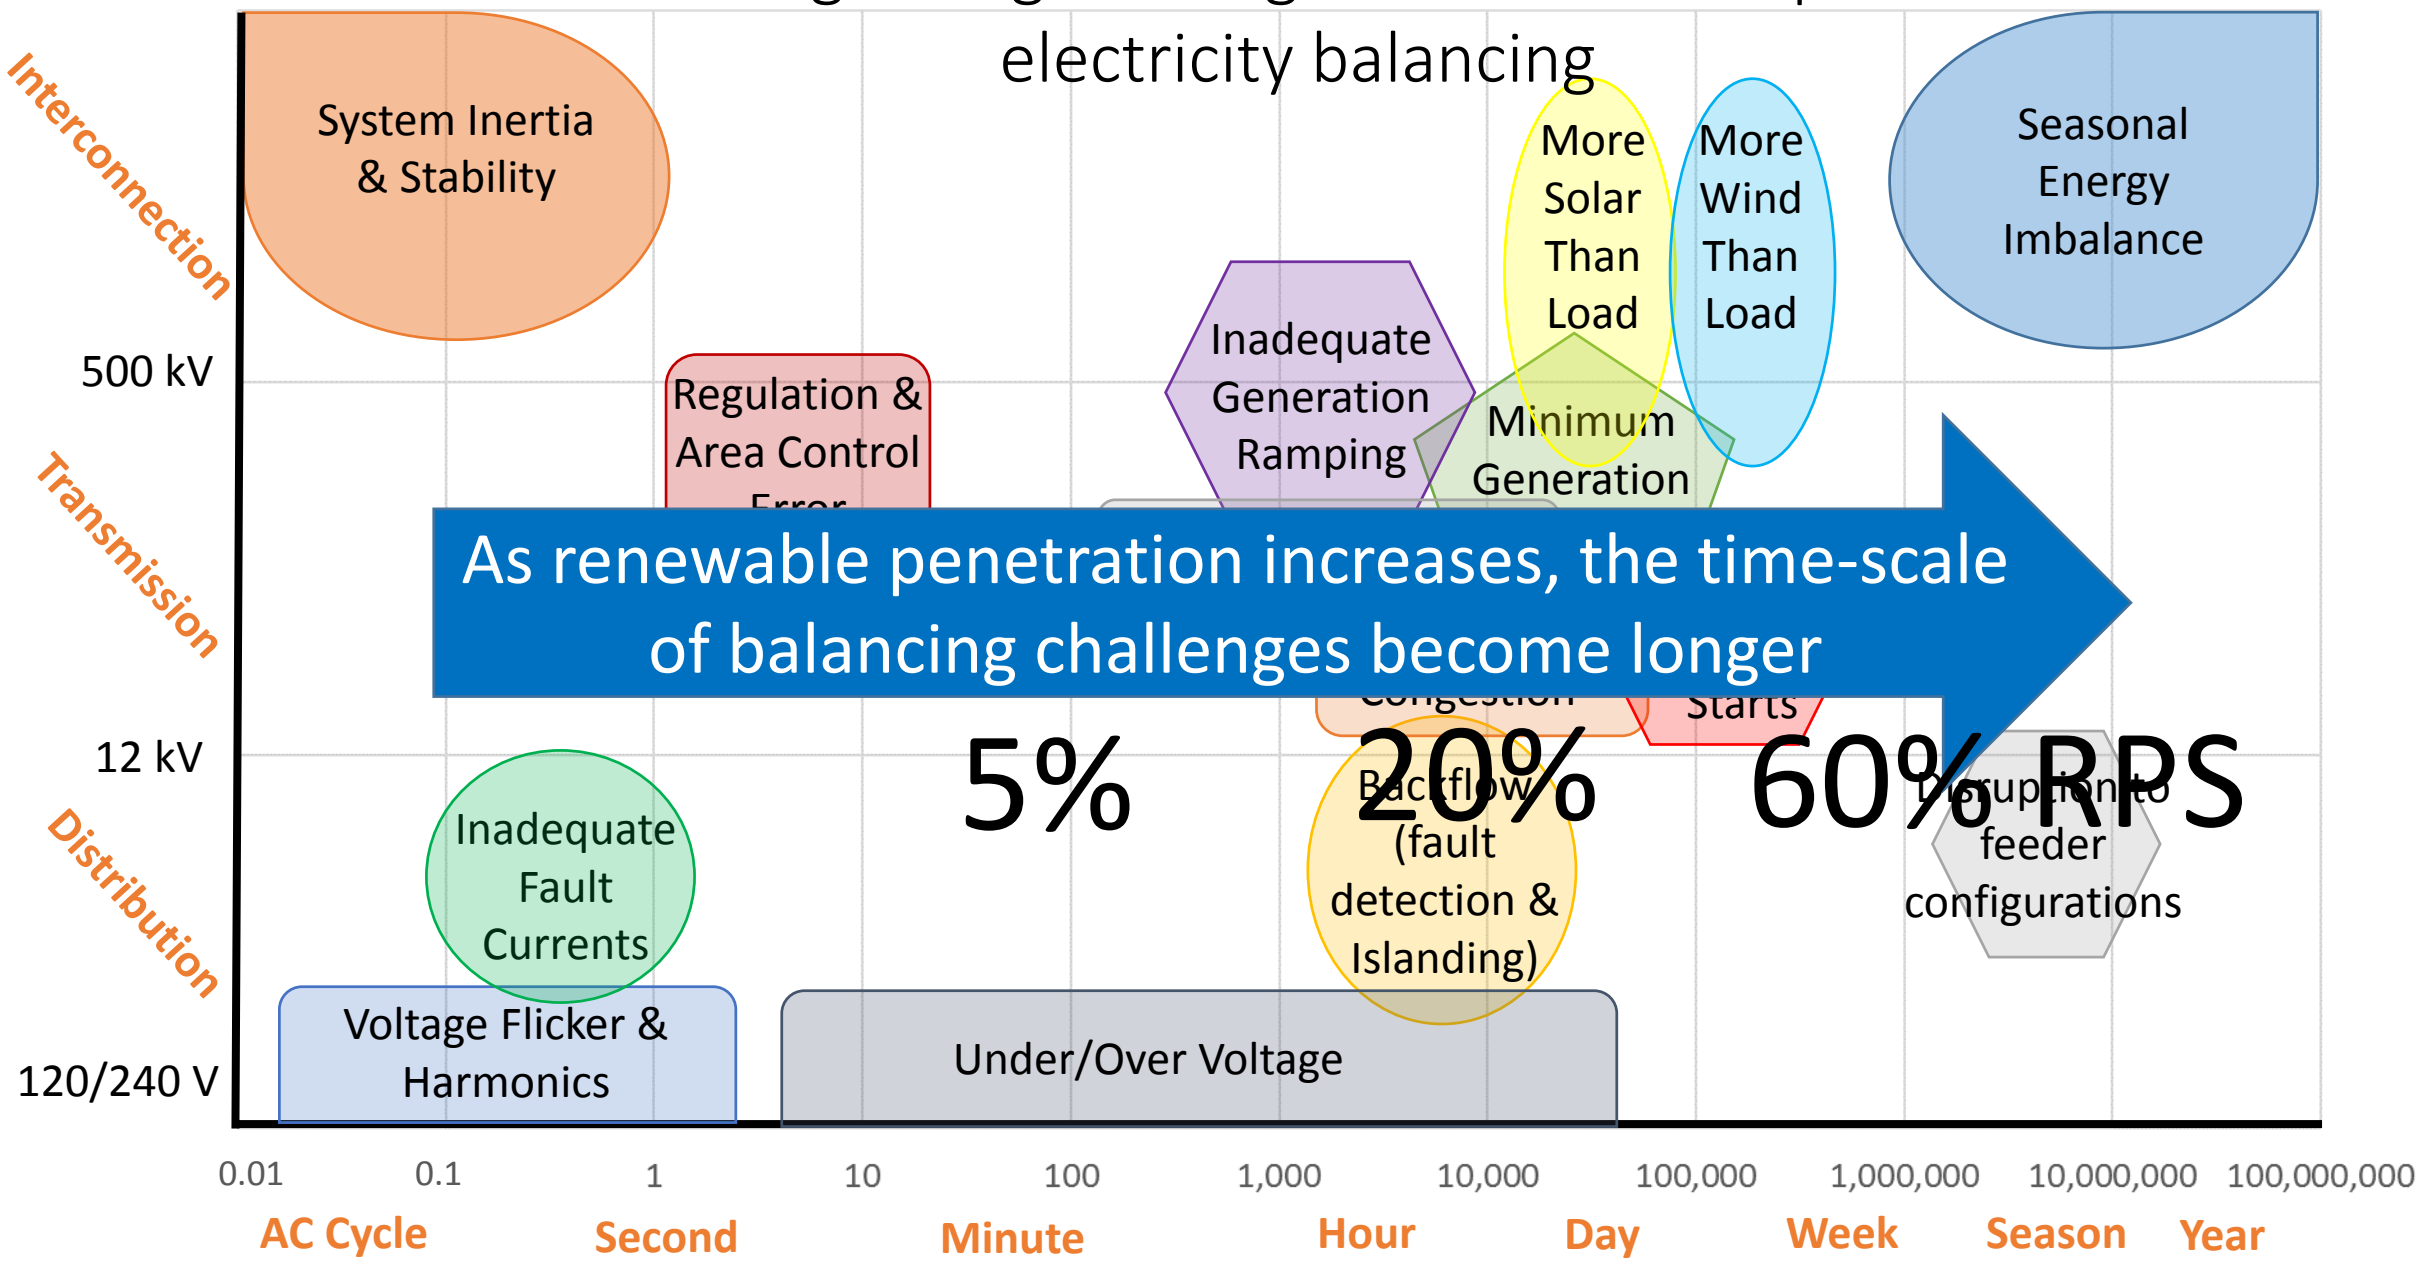 electricity balancing
Interconnection
Transmission
Distribution
500 kV
12 kV
120/240 V
System Inertia
& Stability
More
Solar
Than
Load
More
Wind
Than
Load
Seasonal
Energy
Imbalance
Inadequate
Generation
Ramping
Regulation &
Area Control
Error
Minimum
Generation
As renewable penetration increases, the time-scale
of balancing challenges become longer
Congestion
Starts
5%
20%
60% RPS
Inadequate
Fault
Currents
Backflow
(fault
detection &
Islanding)
Disruption to
feeder
configurations
Voltage Flicker &
Harmonics
Under/Over Voltage
0.01 0.1 1 10 100 1,000 10,000 100,000 1,000,000 10,000,000 100,000,000
AC Cycle Second Minute Hour Day Week Season Year